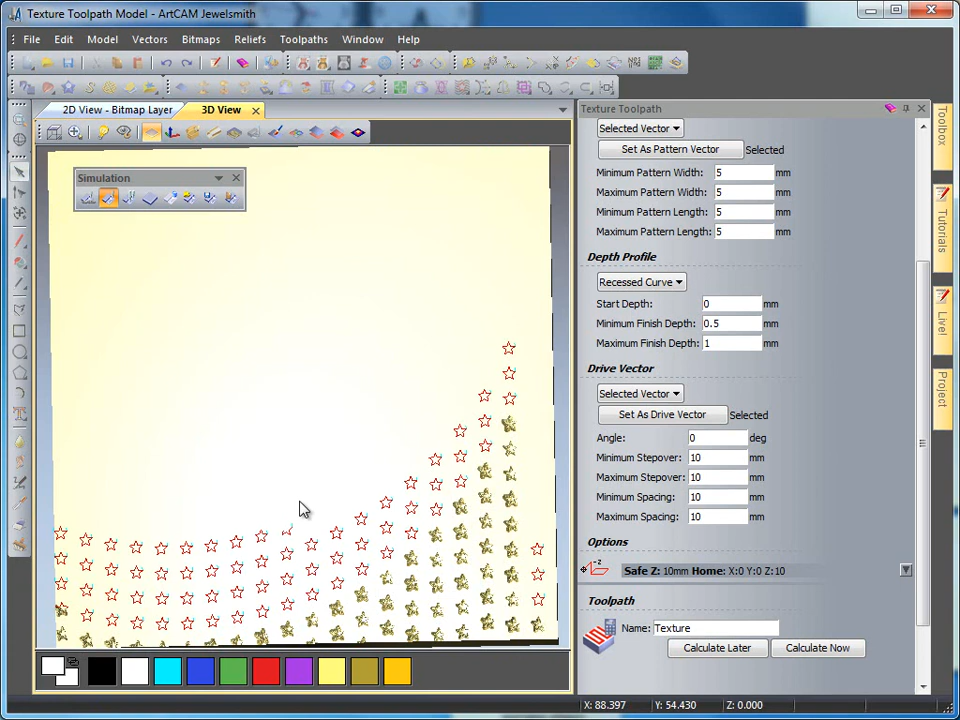 Texture Toolpath Model - ArtCAM Jewelsmith
File Edit Model Vectors Bitmaps Reliefs Toolpaths Window Help
2D View - Bitmap Layer 3D View
Simulation
Texture Toolpath
Selected Vector
Set As Pattern Vector Selected
Minimum Pattern Width: 5 mm
Maximum Pattern Width: 5 mm
Minimum Pattern Length: 5 mm
Maximum Pattern Length: 5 mm
Depth Profile
Recessed Curve
Start Depth: 0 mm
Minimum Finish Depth: 0.5 mm
Maximum Finish Depth: 1 mm
Drive Vector
Selected Vector
Set As Drive Vector Selected
Angle: 0 deg
Minimum Stepover: 10 mm
Maximum Stepover: 10 mm
Minimum Spacing: 10 mm
Maximum Spacing: 10 mm
Options
Safe Z: 10mm Home: X:0 Y:0 Z:10
Toolpath
Name: Texture
Calculate Later Calculate Now
Toolbox
Tutorials
Live!
Project
X: 88.397 Y: 54.430 Z: 0.000